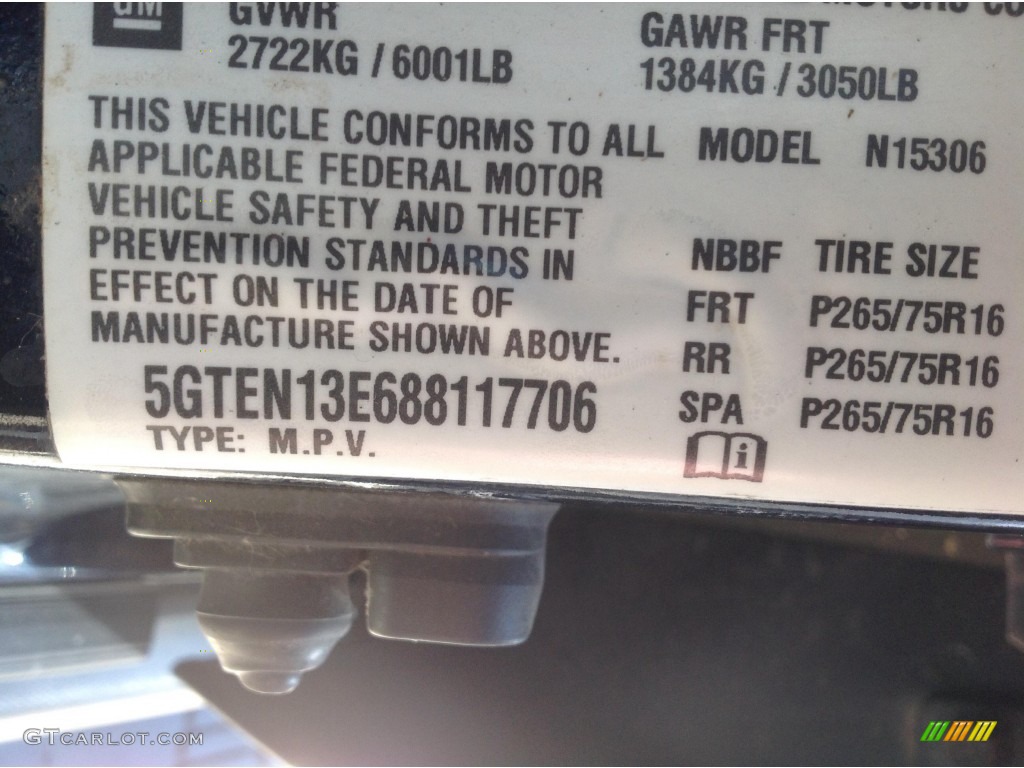 GM
GVWR
2722KG / 6001LB
GAWR FRT
1384KG / 3050LB
THIS VEHICLE CONFORMS TO ALL
APPLICABLE FEDERAL MOTOR
VEHICLE SAFETY AND THEFT
PREVENTION STANDARDS IN
EFFECT ON THE DATE OF
MANUFACTURE SHOWN ABOVE.
5GTEN13E688117706
TYPE: M.P.V.
MODEL N15306
NBBF TIRE SIZE
FRT P265/75R16
RR P265/75R16
SPA P265/75R16
i
GTCARLOT.COM